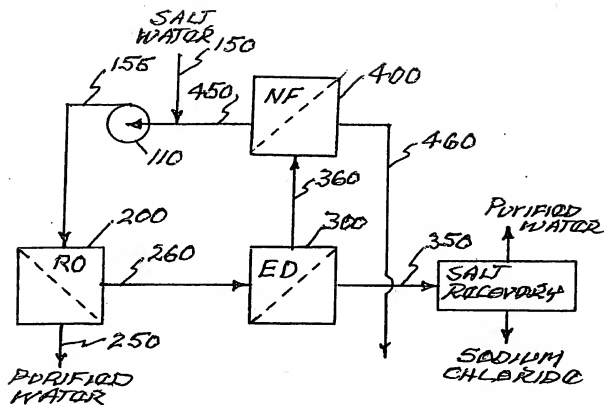 SALT
WATER
155
150
450
NF
400
110
460
360
200
RO
260
300
ED
350
PURIFIED
WATER
SALT
RECOVERY
250
PURIFIED
WATER
SODIUM
CHLORIDE